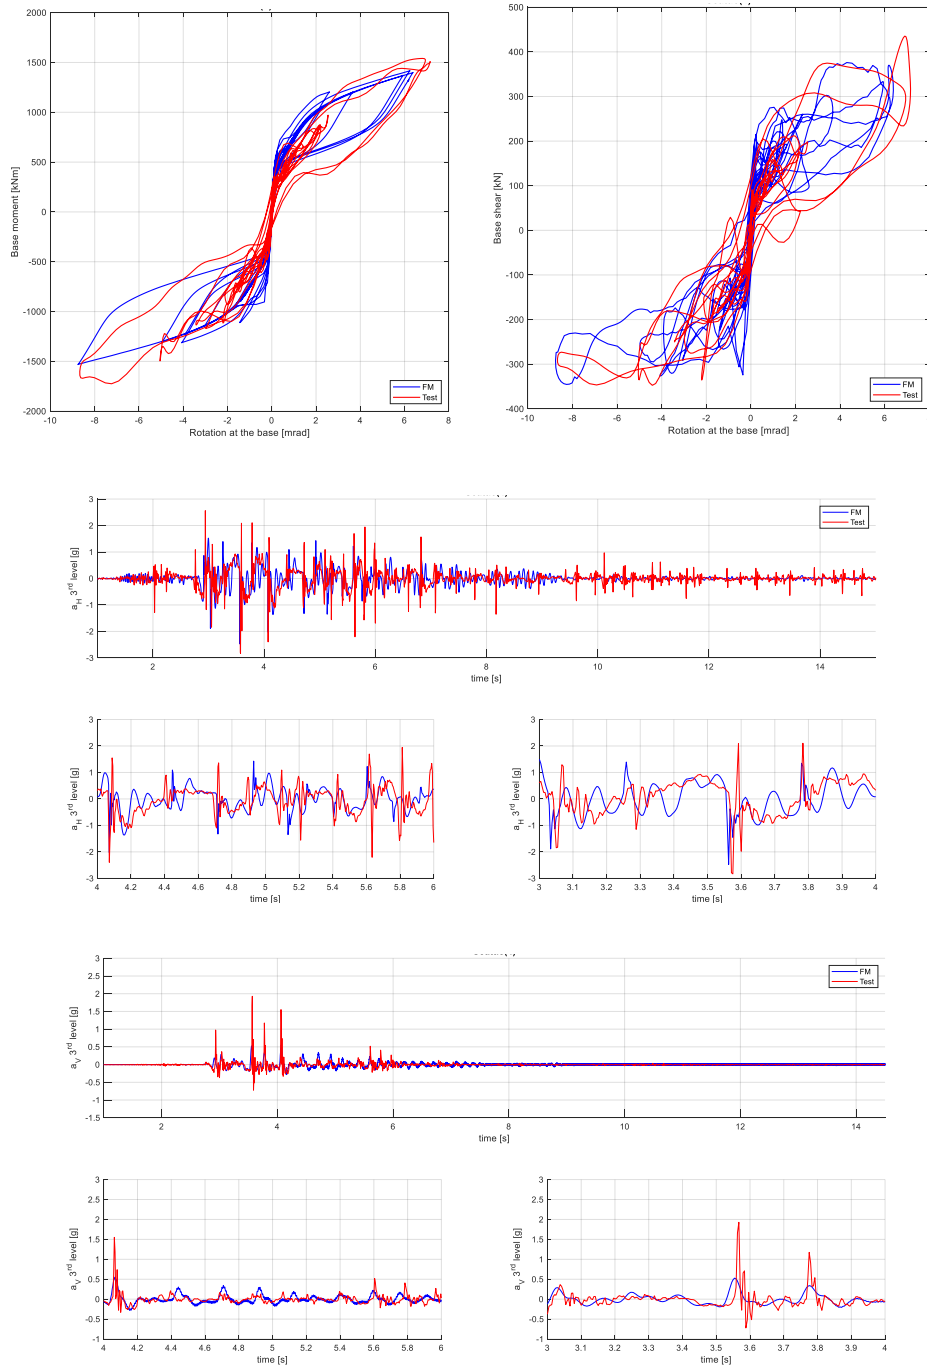 2000
1500
1000
500
0
-500
-1000
-1500
-2000
Base moment [kNm]
-10 -8 -6 -4 -2 0 2 4 6 8
Rotation at the base [mrad]
FM
Test
500
400
300
200
100
0
-100
-200
-300
-400
Base shear [kN]
-10 -8 -6 -4 -2 0 2 4 6
Rotation at the base [mrad]
FM
Test
3
2
1
0
-1
-2
-3
a_H 3rd level [g]
2 4 6 8 10 12 14
time [s]
FM
Test
3
2
1
0
-1
-2
-3
a_H 3rd level [g]
4 4.2 4.4 4.6 4.8 5 5.2 5.4 5.6 5.8 6
time [s]
3
2
1
0
-1
-2
-3
a_H 3rd level [g]
3 3.1 3.2 3.3 3.4 3.5 3.6 3.7 3.8 3.9 4
time [s]
3
2.5
2
1.5
1
0.5
0
-0.5
-1
-1.5
a_V 3rd level [g]
2 4 6 8 10 12 14
time [s]
FM
Test
3
2.5
2
1.5
1
0.5
0
-0.5
-1
a_V 3rd level [g]
4 4.2 4.4 4.6 4.8 5 5.2 5.4 5.6 5.8 6
time [s]
3
2.5
2
1.5
1
0.5
0
-0.5
-1
a_V 3rd level [g]
3 3.1 3.2 3.3 3.4 3.5 3.6 3.7 3.8 3.9 4
time [s]